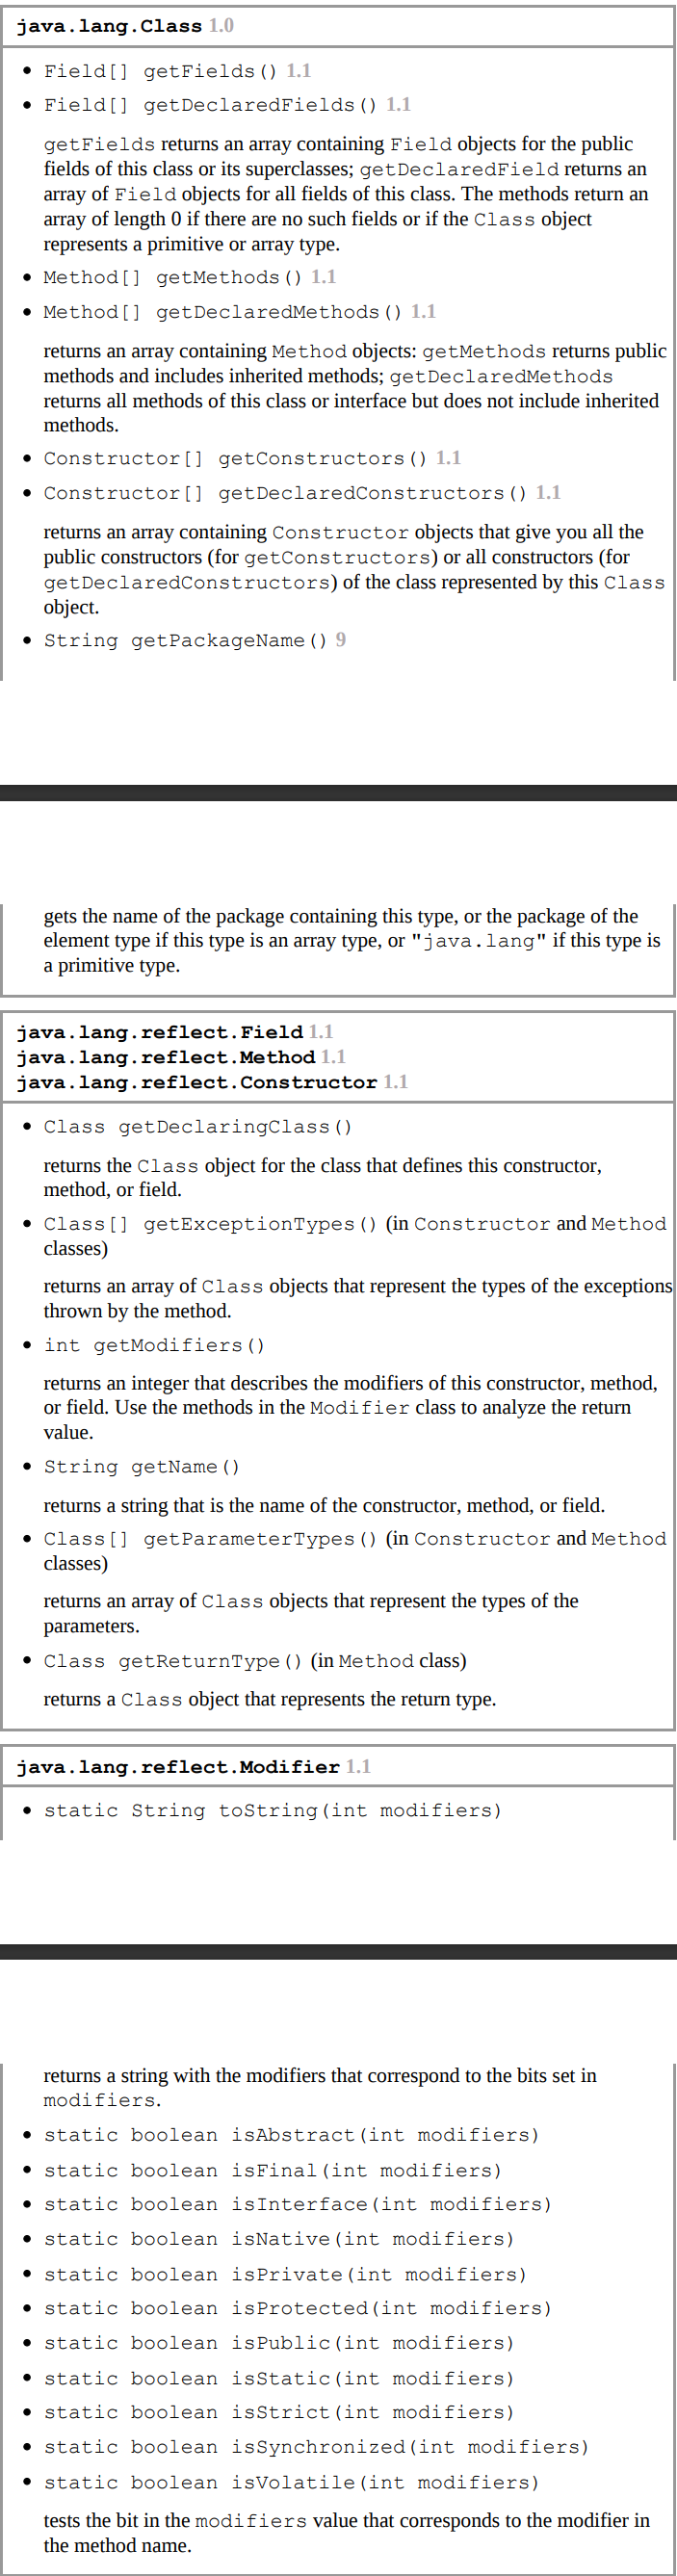 java.lang.Class 1.0
• Field[] getFields() 1.1
• Field[] getDeclaredFields() 1.1
getFields returns an array containing Field objects for the public
fields of this class or its superclasses; getDeclaredField returns an
array of Field objects for all fields of this class. The methods return an
array of length 0 if there are no such fields or if the Class object
represents a primitive or array type.
• Method[] getMethods() 1.1
• Method[] getDeclaredMethods() 1.1
returns an array containing Method objects: getMethods returns public
methods and includes inherited methods; getDeclaredMethods
returns all methods of this class or interface but does not include inherited
methods.
• Constructor[] getConstructors() 1.1
• Constructor[] getDeclaredConstructors() 1.1
returns an array containing Constructor objects that give you all the
public constructors (for getConstructors) or all constructors (for
getDeclaredConstructors) of the class represented by this Class
object.
• String getPackageName() 9
gets the name of the package containing this type, or the package of the
element type if this type is an array type, or "java.lang" if this type is
a primitive type.
java.lang.reflect.Field 1.1
java.lang.reflect.Method 1.1
java.lang.reflect.Constructor 1.1
• Class getDeclaringClass()
returns the Class object for the class that defines this constructor,
method, or field.
• Class[] getExceptionTypes() (in Constructor and Method
classes)
returns an array of Class objects that represent the types of the exceptions
thrown by the method.
• int getModifiers()
returns an integer that describes the modifiers of this constructor, method,
or field. Use the methods in the Modifier class to analyze the return
value.
• String getName()
returns a string that is the name of the constructor, method, or field.
• Class[] getParameterTypes() (in Constructor and Method
classes)
returns an array of Class objects that represent the types of the
parameters.
• Class getReturnType() (in Method class)
returns a Class object that represents the return type.
java.lang.reflect.Modifier 1.1
• static String toString(int modifiers)
returns a string with the modifiers that correspond to the bits set in
modifiers.
• static boolean isAbstract(int modifiers)
• static boolean isFinal(int modifiers)
• static boolean isInterface(int modifiers)
• static boolean isNative(int modifiers)
• static boolean isPrivate(int modifiers)
• static boolean isProtected(int modifiers)
• static boolean isPublic(int modifiers)
• static boolean isStatic(int modifiers)
• static boolean isStrict(int modifiers)
• static boolean isSynchronized(int modifiers)
• static boolean isVolatile(int modifiers)
tests the bit in the modifiers value that corresponds to the modifier in
the method name.